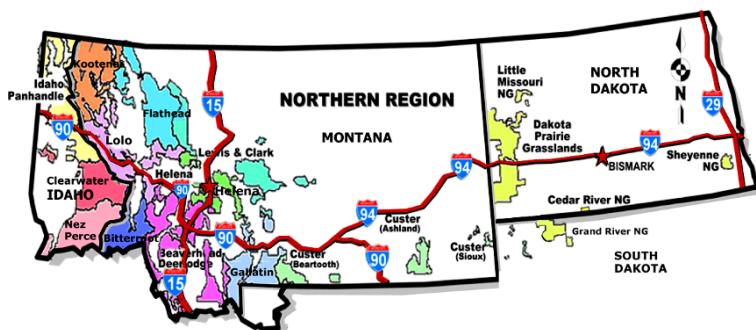 Kootenai
Idaho
Panhandle
90
Lolo
Flathead
15
NORTHERN REGION
MONTANA
Lewis & Clark
Helena
90
Helena
Clearwater
IDAHO
Nez
Perce
Bitterroot
Beaverhead
Deerlodge
90
15
Gallatin
Custer
(Beartooth)
94
Custer
(Ashland)
90
94
Custer
(Sioux)
Little
Missouri
NG
NORTH
DAKOTA
N
29
Dakota
Prairie
Grasslands
94
BISMARK
Sheyenne
NG
Cedar River NG
Grand River NG
SOUTH
DAKOTA